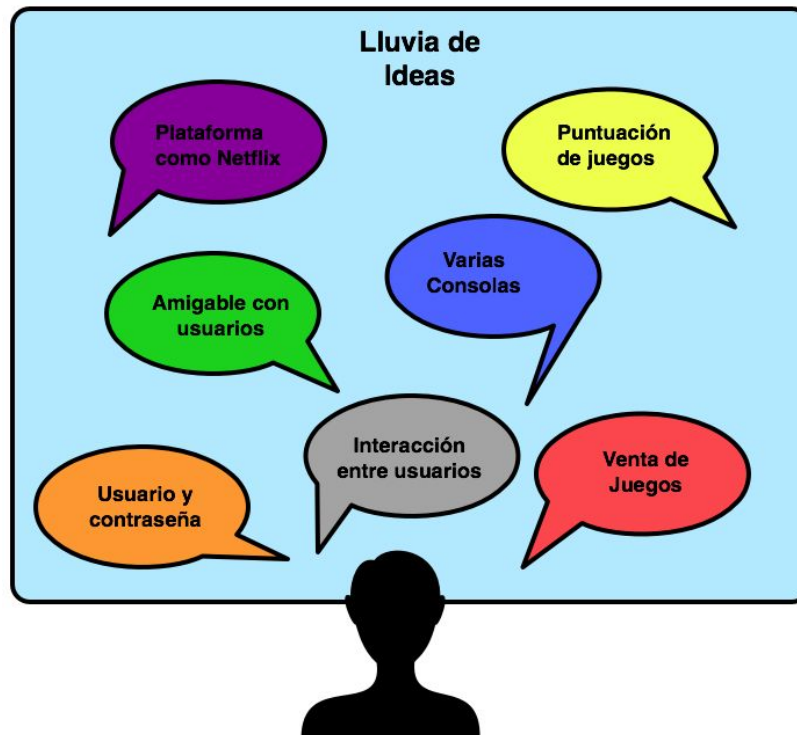 Lluvia de
Ideas
Plataforma
como Netflix
Puntuación
de juegos
Varias
Consolas
Amigable con
usuarios
Interacción
entre usuarios
Venta de
Juegos
Usuario y
contraseña